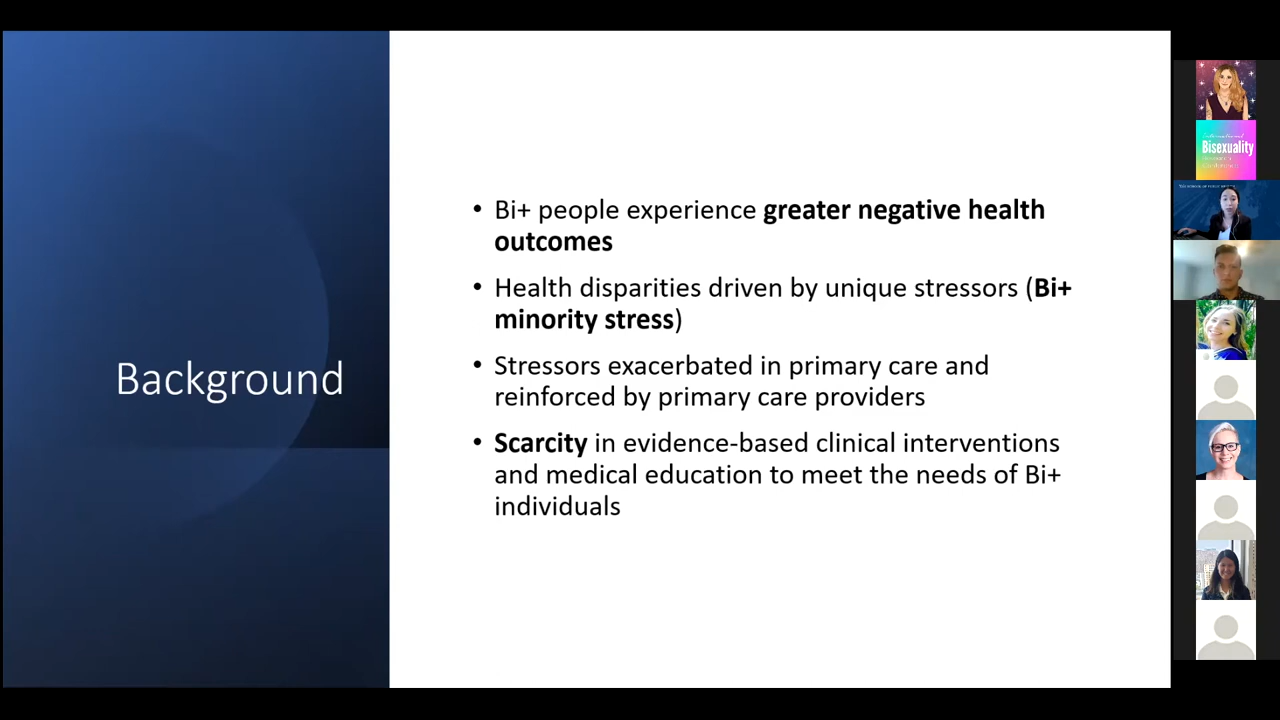 Background
• Bi+ people experience greater negative health
outcomes
• Health disparities driven by unique stressors (Bi+
minority stress)
• Stressors exacerbated in primary care and
reinforced by primary care providers
• Scarcity in evidence-based clinical interventions
and medical education to meet the needs of Bi+
individuals
Bisexuality